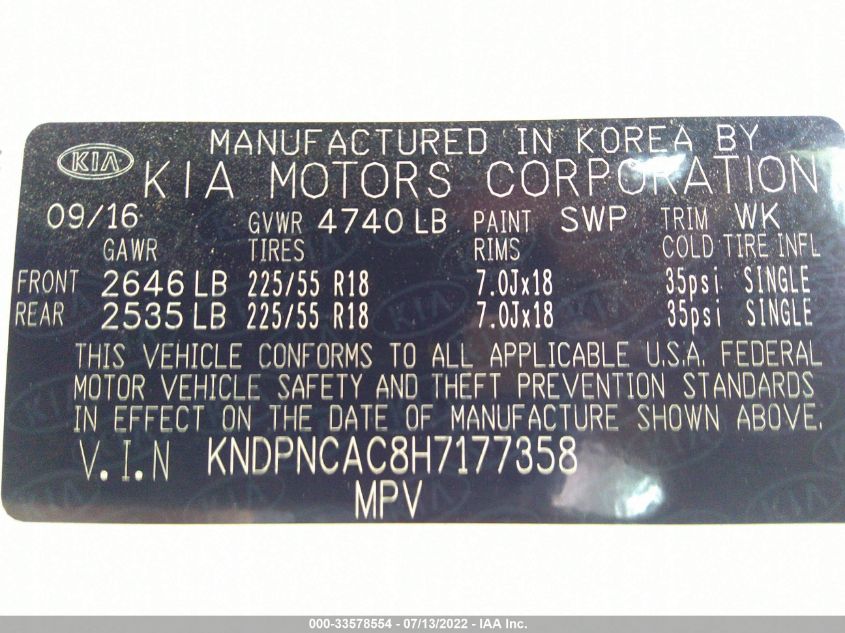 MANUFACTURED IN KOREA BY
KIA KIA MOTORS CORPORATION
09/16 GVWR 4740 LB PAINT SWP TRIM WK
GAWR TIRES RIMS COLD TIRE INFL
FRONT 2646 LB 225/55 R18 7.0Jx18 35psi SINGLE
REAR 2535 LB 225/55 R18 7.0Jx18 35psi SINGLE
THIS VEHICLE CONFORMS TO ALL APPLICABLE U.S.A. FEDERAL
MOTOR VEHICLE SAFETY AND THEFT PREVENTION STANDARDS
IN EFFECT ON THE DATE OF MANUFACTURE SHOWN ABOVE.
V.I.N KNDPNCAC8H7177358
MPV
000-33578554 - 07/13/2022 - IAA Inc.